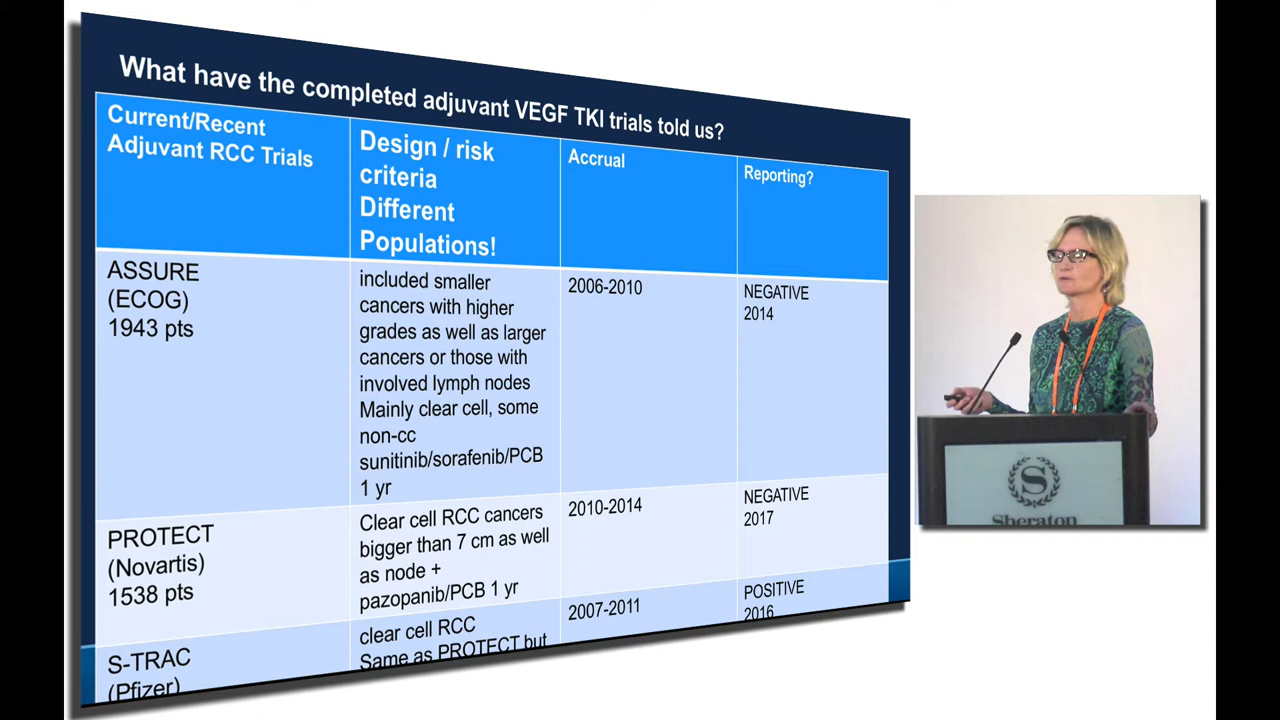 What have the completed adjuvant VEGF TKI trials told us?
Current/Recent
Adjuvant RCC Trials
Design / risk
criteria
Different
Populations!
Accrual
Reporting?
ASSURE
(ECOG)
1943 pts
included smaller
cancers with higher
grades as well as larger
cancers or those with
involved lymph nodes
Mainly clear cell, some
non-cc
sunitinib/sorafenib/PCB
1 yr
2006-2010
NEGATIVE
2014
PROTECT
(Novartis)
1538 pts
Clear cell RCC cancers
bigger than 7 cm as well
as node +
pazopanib/PCB 1 yr
2010-2014
NEGATIVE
2017
S-TRAC
(Pfizer)
clear cell RCC
Same as PROTECT but
2007-2011
POSITIVE
2016
S
Sheraton